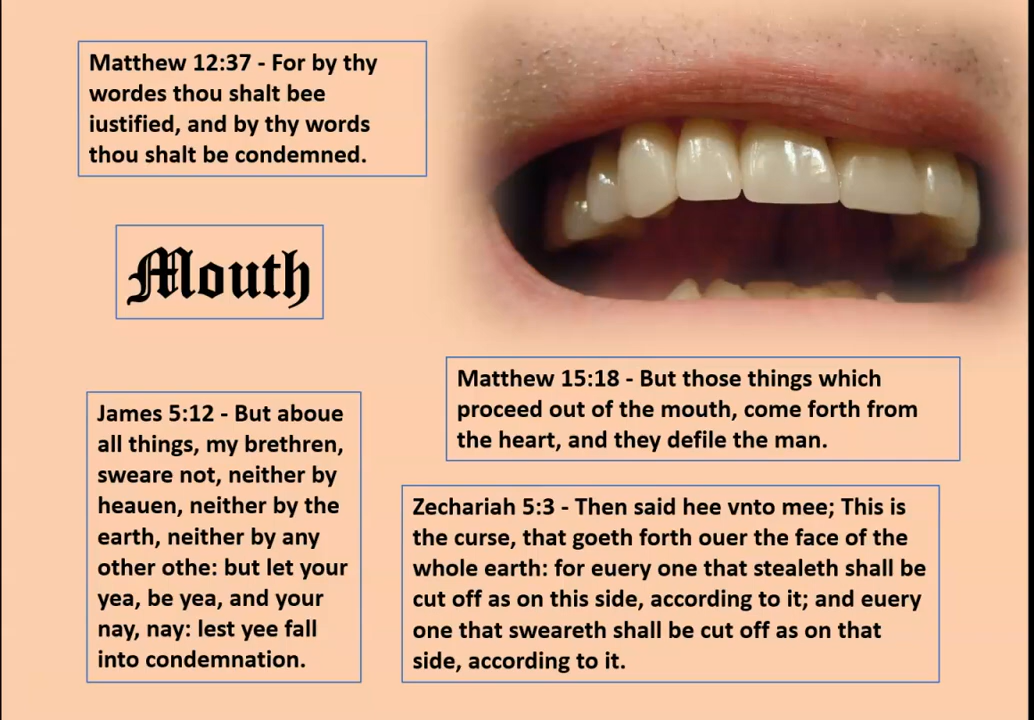 Matthew 12:37 - For by thy
wordes thou shalt bee
iustified, and by thy words
thou shalt be condemned.
Mouth
Matthew 15:18 - But those things which
proceed out of the mouth, come forth from
the heart, and they defile the man.
James 5:12 - But aboue
all things, my brethren,
sweare not, neither by
heauen, neither by the
earth, neither by any
other othe: but let your
yea, be yea, and your
nay, nay: lest yee fall
into condemnation.
Zechariah 5:3 - Then said hee vnto mee; This is
the curse, that goeth forth ouer the face of the
whole earth: for euery one that stealeth shall be
cut off as on this side, according to it; and euery
one that sweareth shall be cut off as on that
side, according to it.